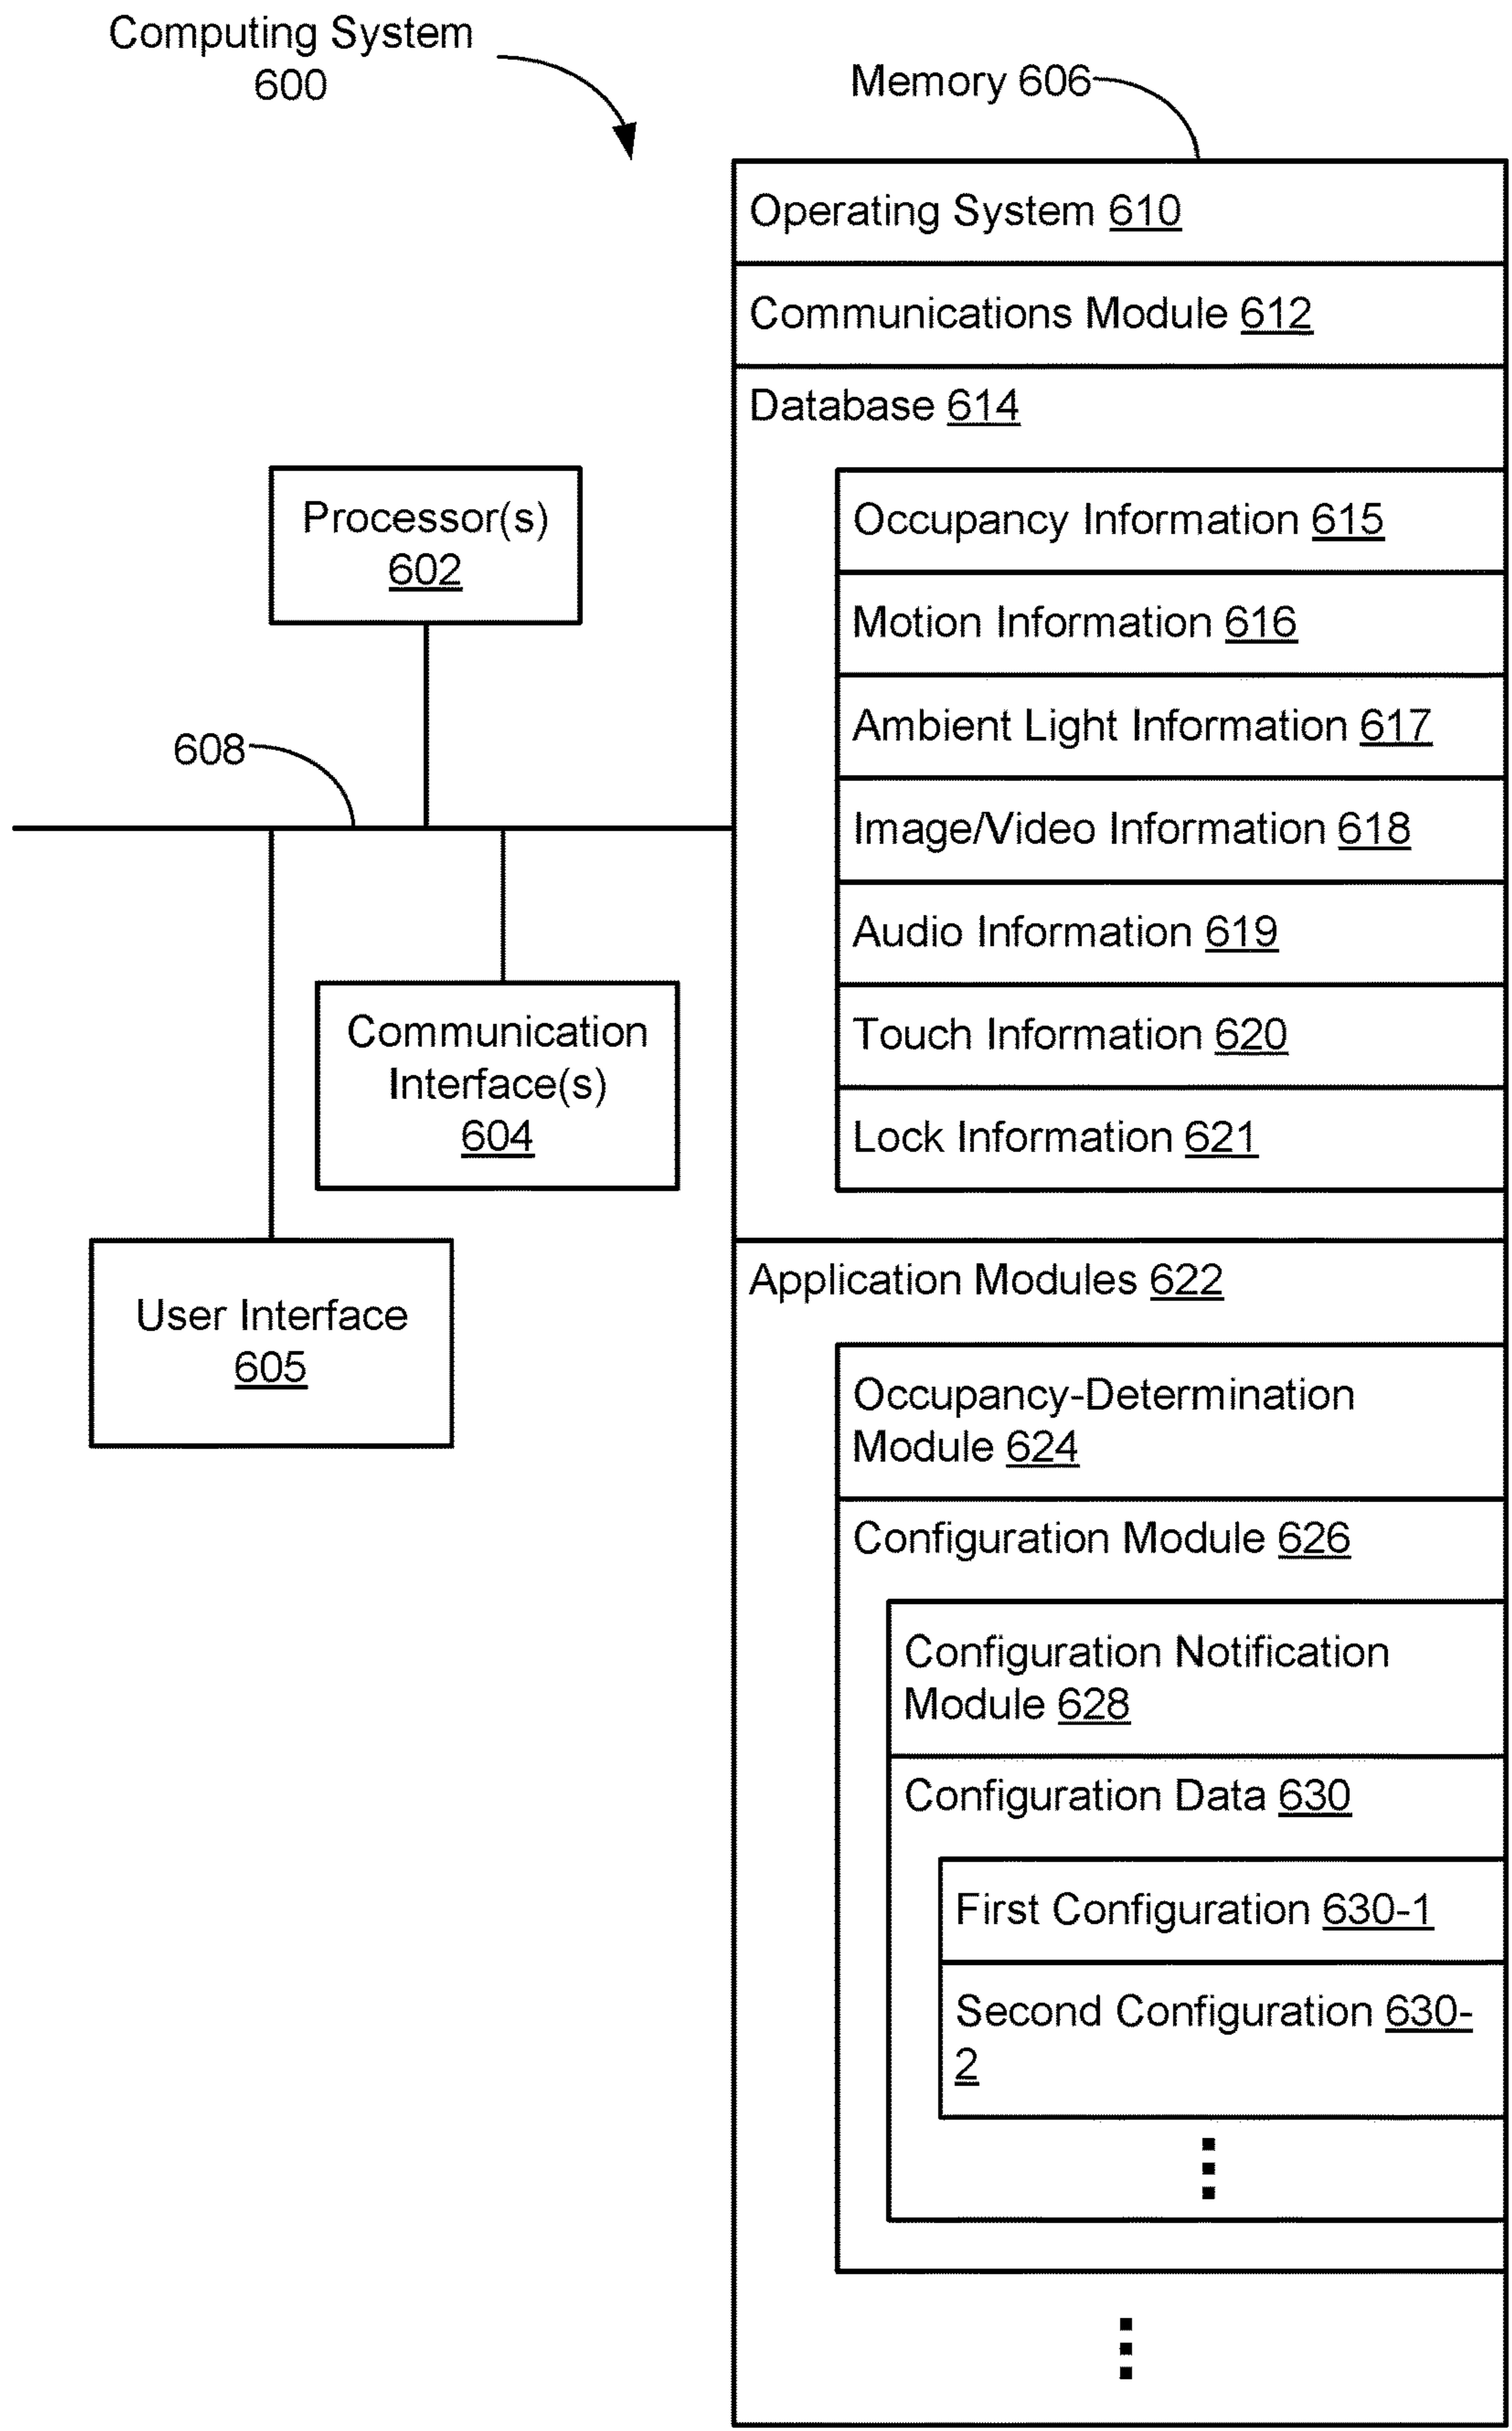 Computing System
600
Memory 606
Operating System 610
Communications Module 612
Database 614
Occupancy Information 615
Motion Information 616
Ambient Light Information 617
Image/Video Information 618
Audio Information 619
Touch Information 620
Lock Information 621
Processor(s)
602
608
Communication
Interface(s)
604
User Interface
605
Application Modules 622
Occupancy-Determination
Module 624
Configuration Module 626
Configuration Notification
Module 628
Configuration Data 630
First Configuration 630-1
Second Configuration 630-
2